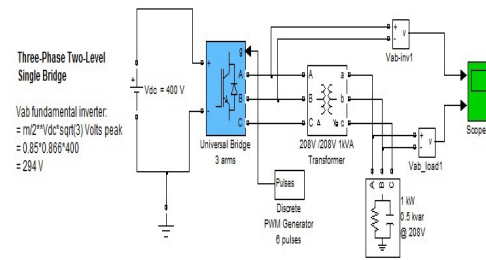 Three-Phase Two-Level
Single Bridge
Vab fundamental inverter:
= m/2**Vdc*sqrt(3) Volts peak
= 0.85*0.866*400
= 294 V
+
-
Vdc = 400 V
+
-
g
A
B
C
Universal Bridge
3 arms
A
B
C
a
b
c
208V /208V 1kVA
Transformer
+
-
v
Vab-inv1
+
-
v
Vab_load1
Scope
Pulses
Discrete
PWM Generator
6 pulses
A
B
C
1 kW
0.5 kvar
@ 208V